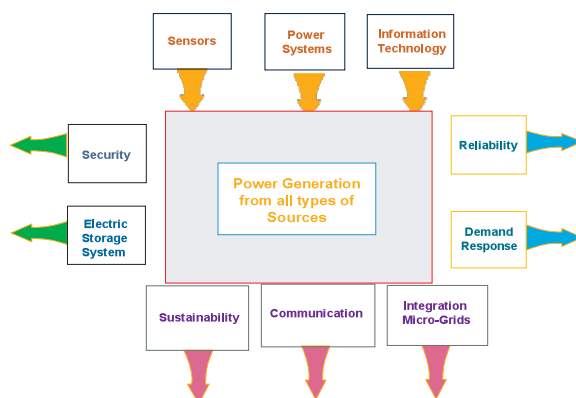 Sensors
Power
Systems
Information
Technology
Security
Reliability
Power Generation
from all types of
Sources
Electric
Storage
System
Demand
Response
Sustainability
Communication
Integration
Micro-Grids